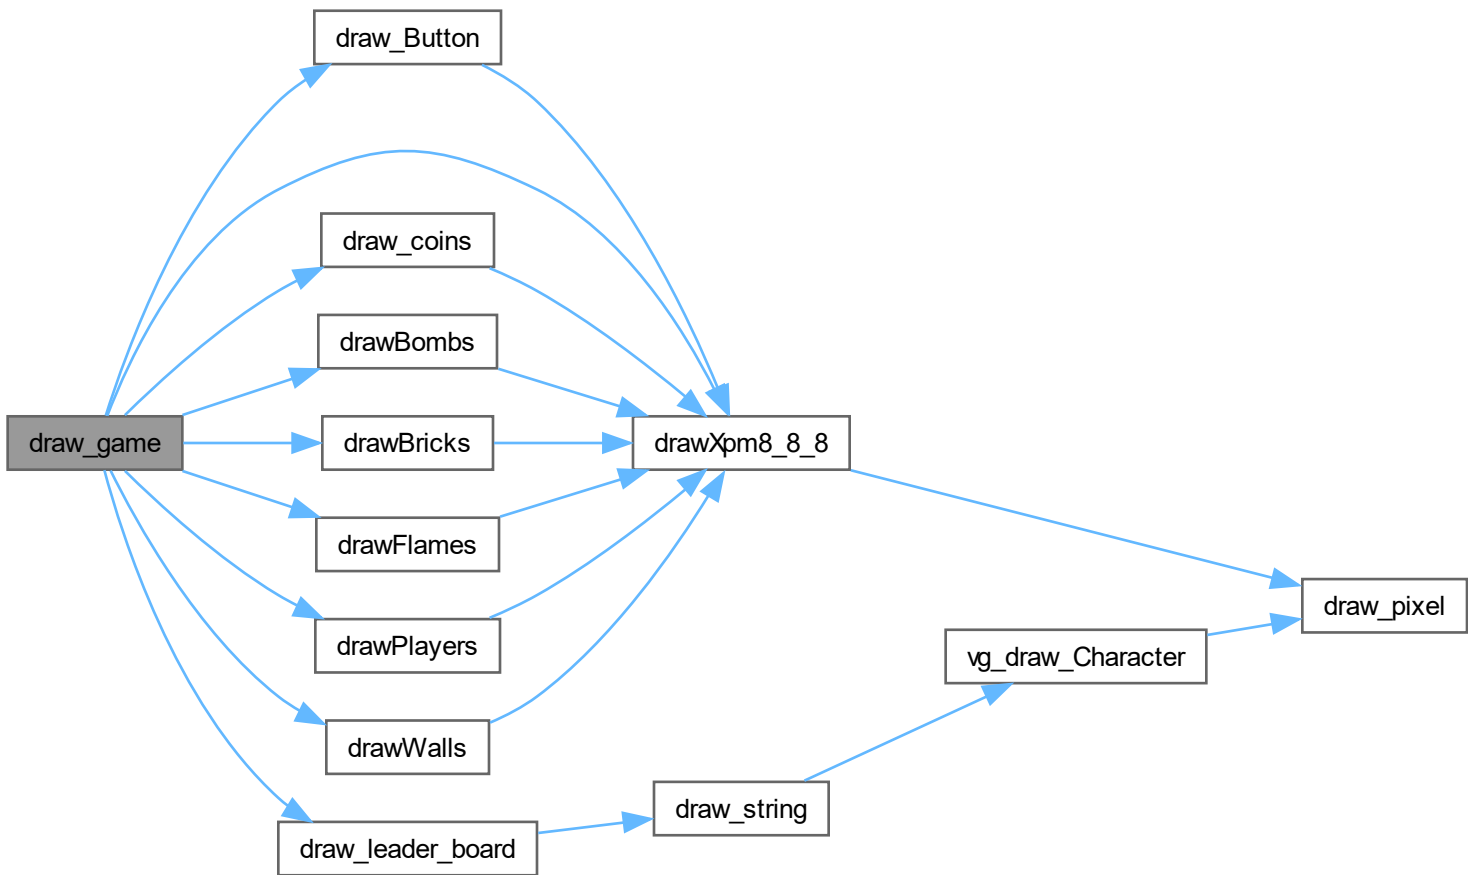 draw_Button
draw_coins
drawBombs
draw_game
drawBricks
drawXpm8_8_8
drawFlames
draw_pixel
drawPlayers
vg_draw_Character
drawWalls
draw_string
draw_leader_board